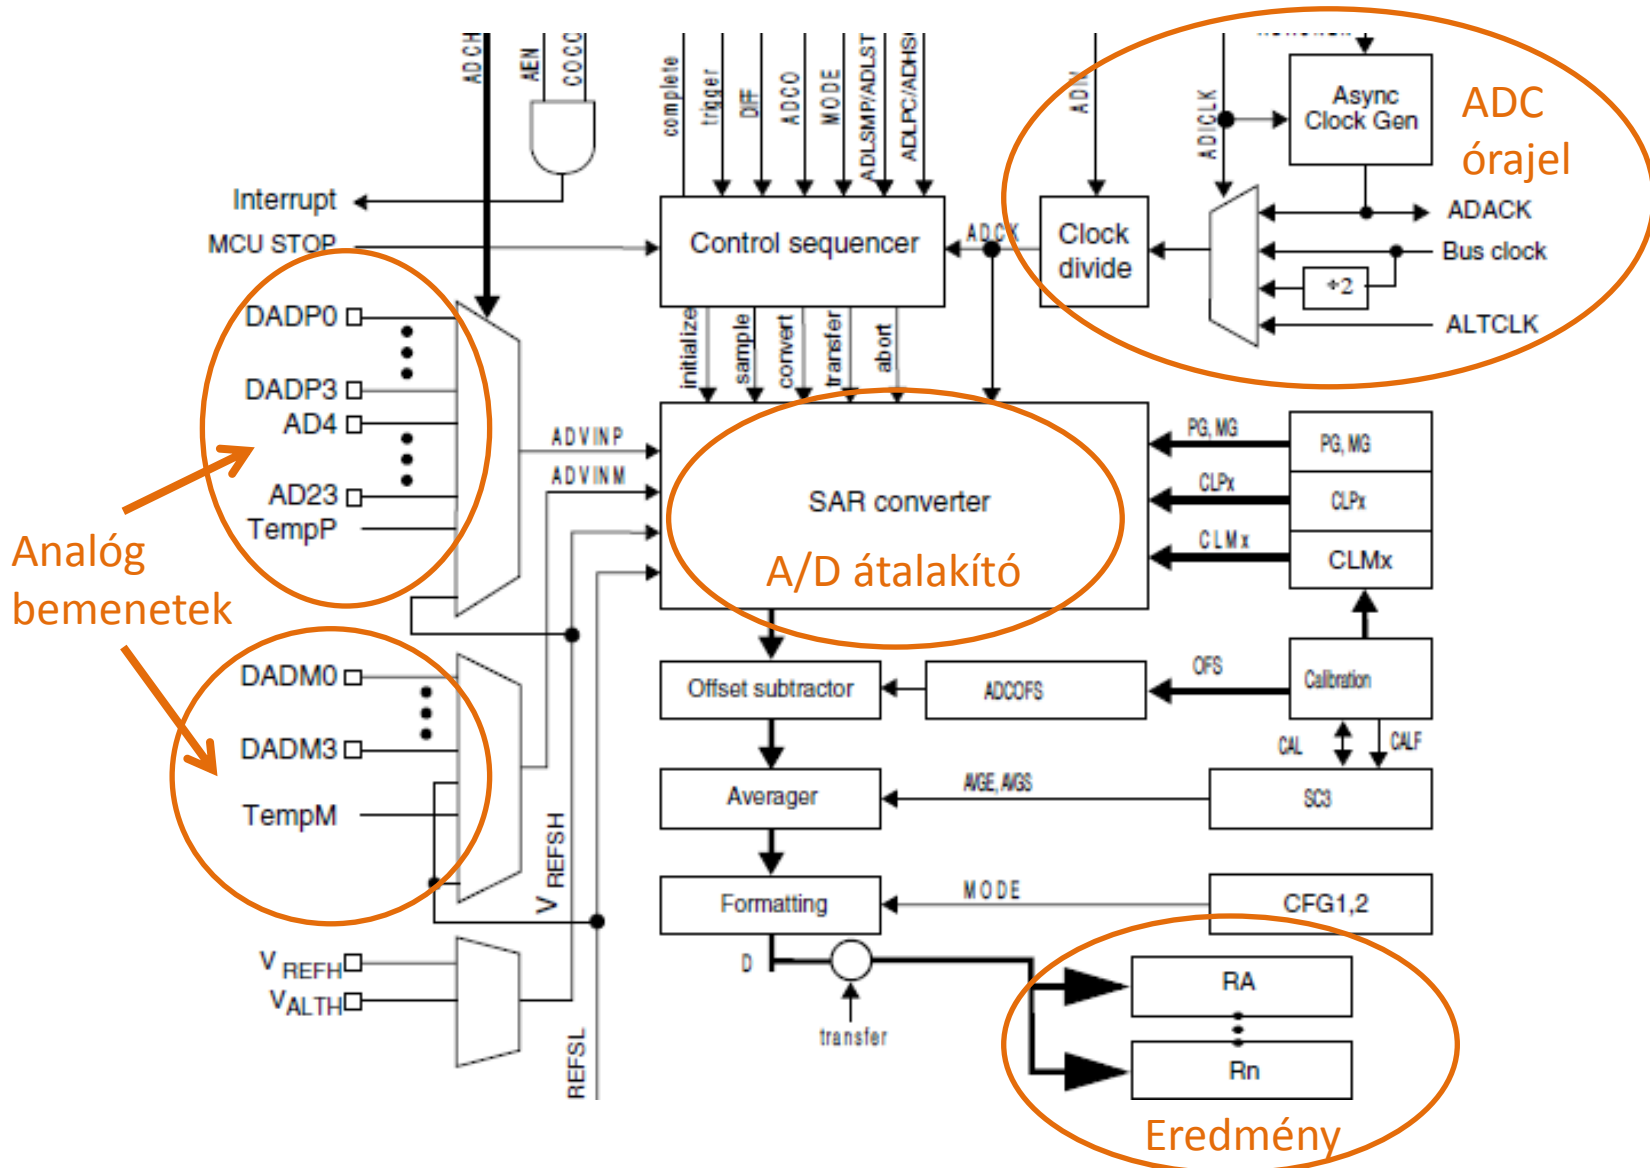 ADCH
AEN
COCO
complete
trigger
DIFF
ADCO
MODE
ADLSMP/ADLST
ADLPC/ADHSC
ADIV
ADICLK
Async
Clock Gen
ADC
órajel
Interrupt
MCU STOP
Control sequencer
ADCK
Clock
divide
ADACK
Bus clock
÷2
ALTCLK
initialize
sample
convert
transfer
abort
DADP0
DADP3
AD4
AD23
TempP
ADVINP
ADVINM
SAR converter
A/D átalakító
PG, MG
PG, MG
CLPx
CLPx
CLMx
CLMx
Analóg
bemenetek
DADM0
DADM3
TempM
Offset subtractor
ADCOFS
OFS
Calibration
CAL
CALF
Averager
AVGE, AVGS
SC3
Formatting
MODE
CFG1,2
V REFSH
V REFH
VALTH
REFSL
D
transfer
RA
Rn
Eredmény